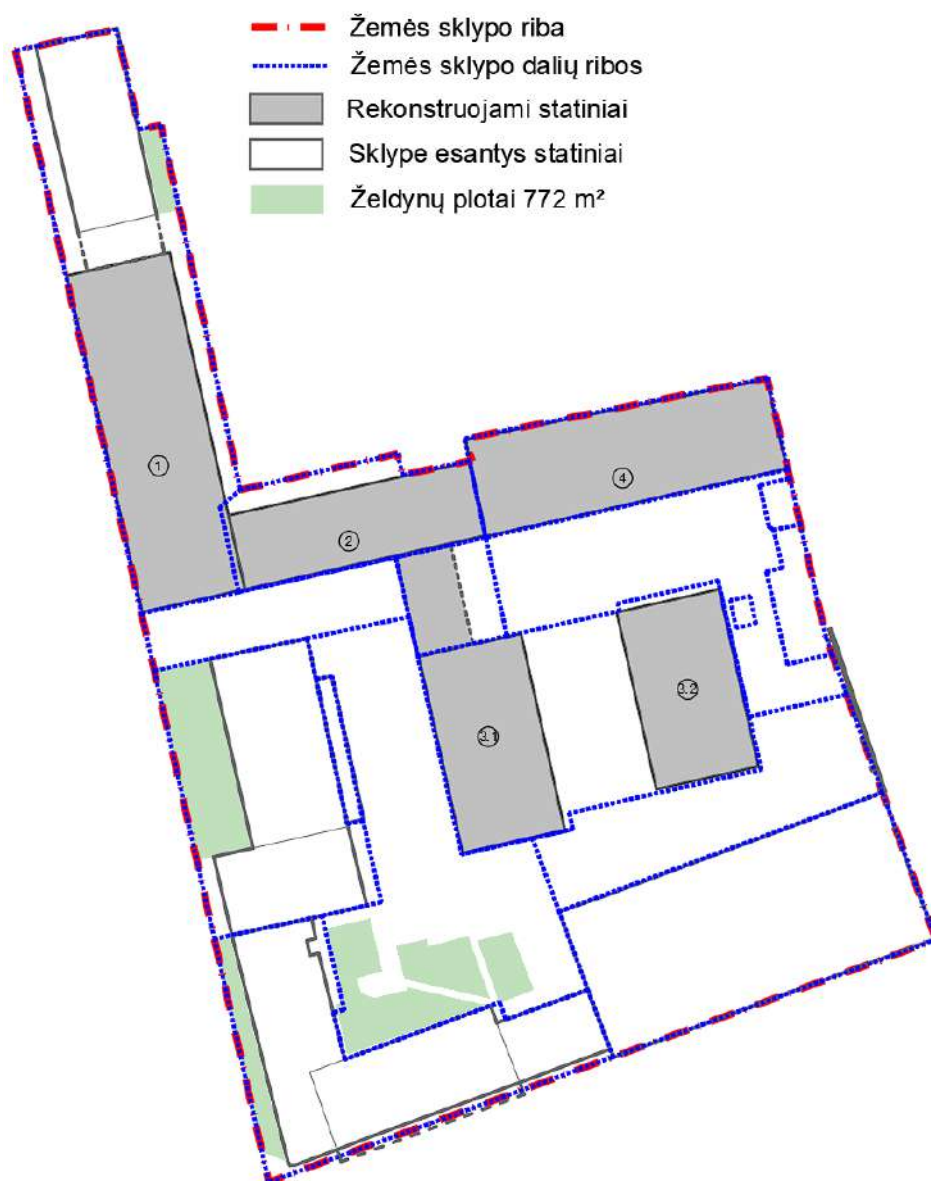 Žemės sklypo riba
Žemės sklypo dalių ribos
Rekonstruojami statiniai
Sklype esantys statiniai
Želdynų plotai 772 m²
1
4
2
3.2
3.1